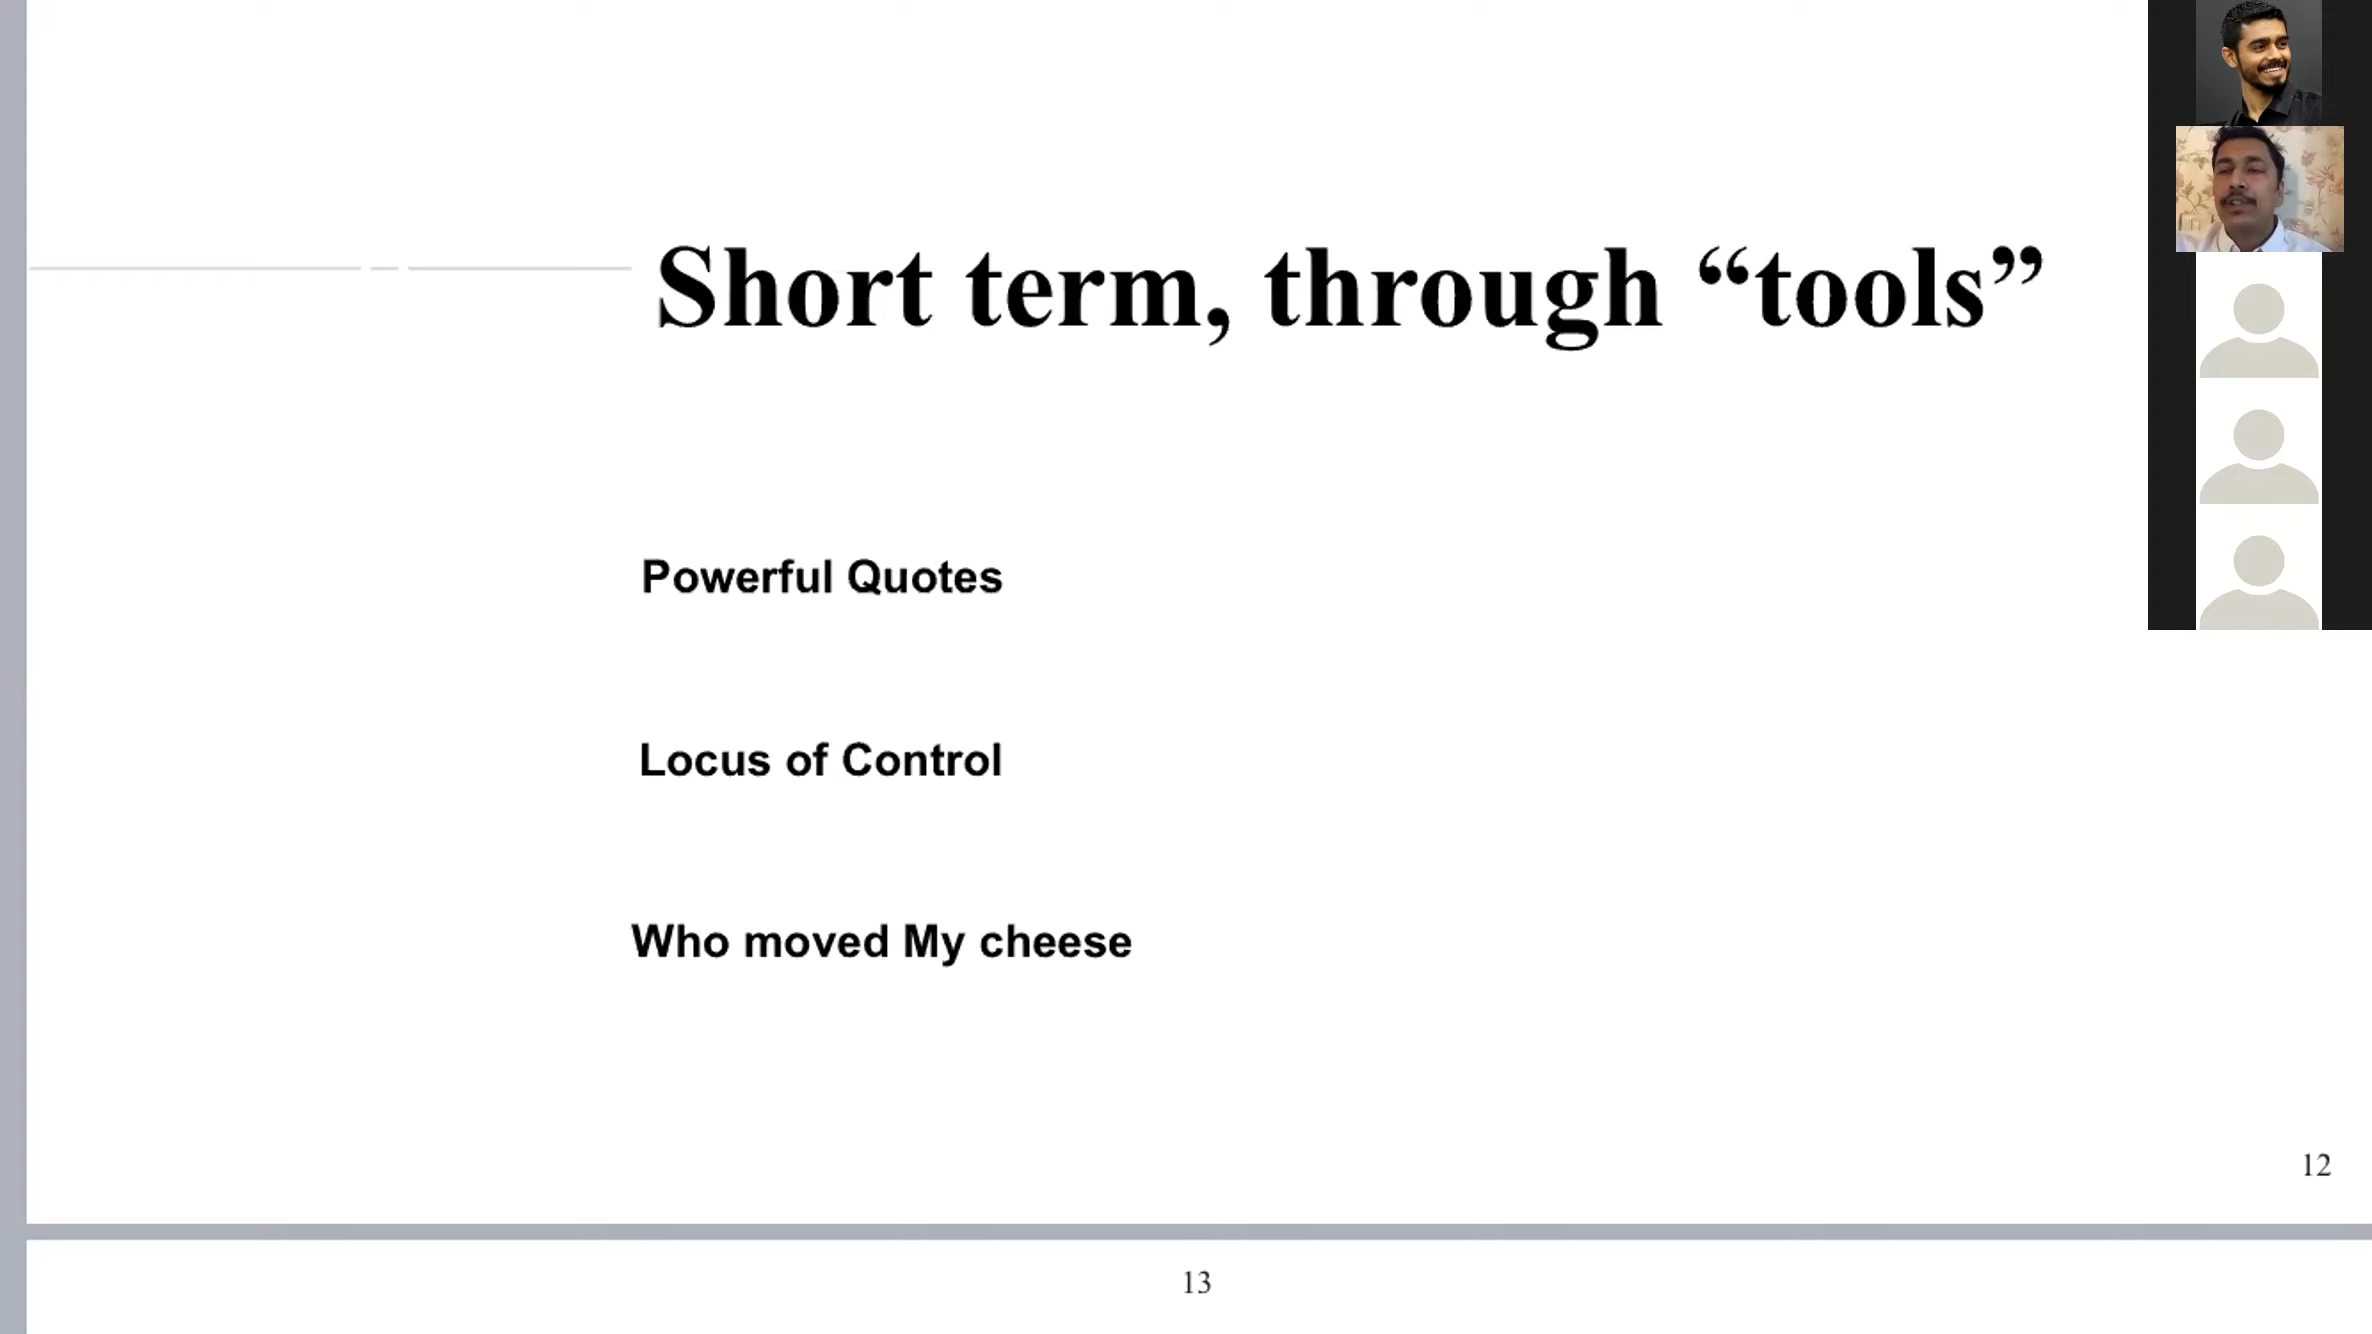 Short term, through “tools”
Powerful Quotes
Locus of Control
Who moved My cheese
12
13